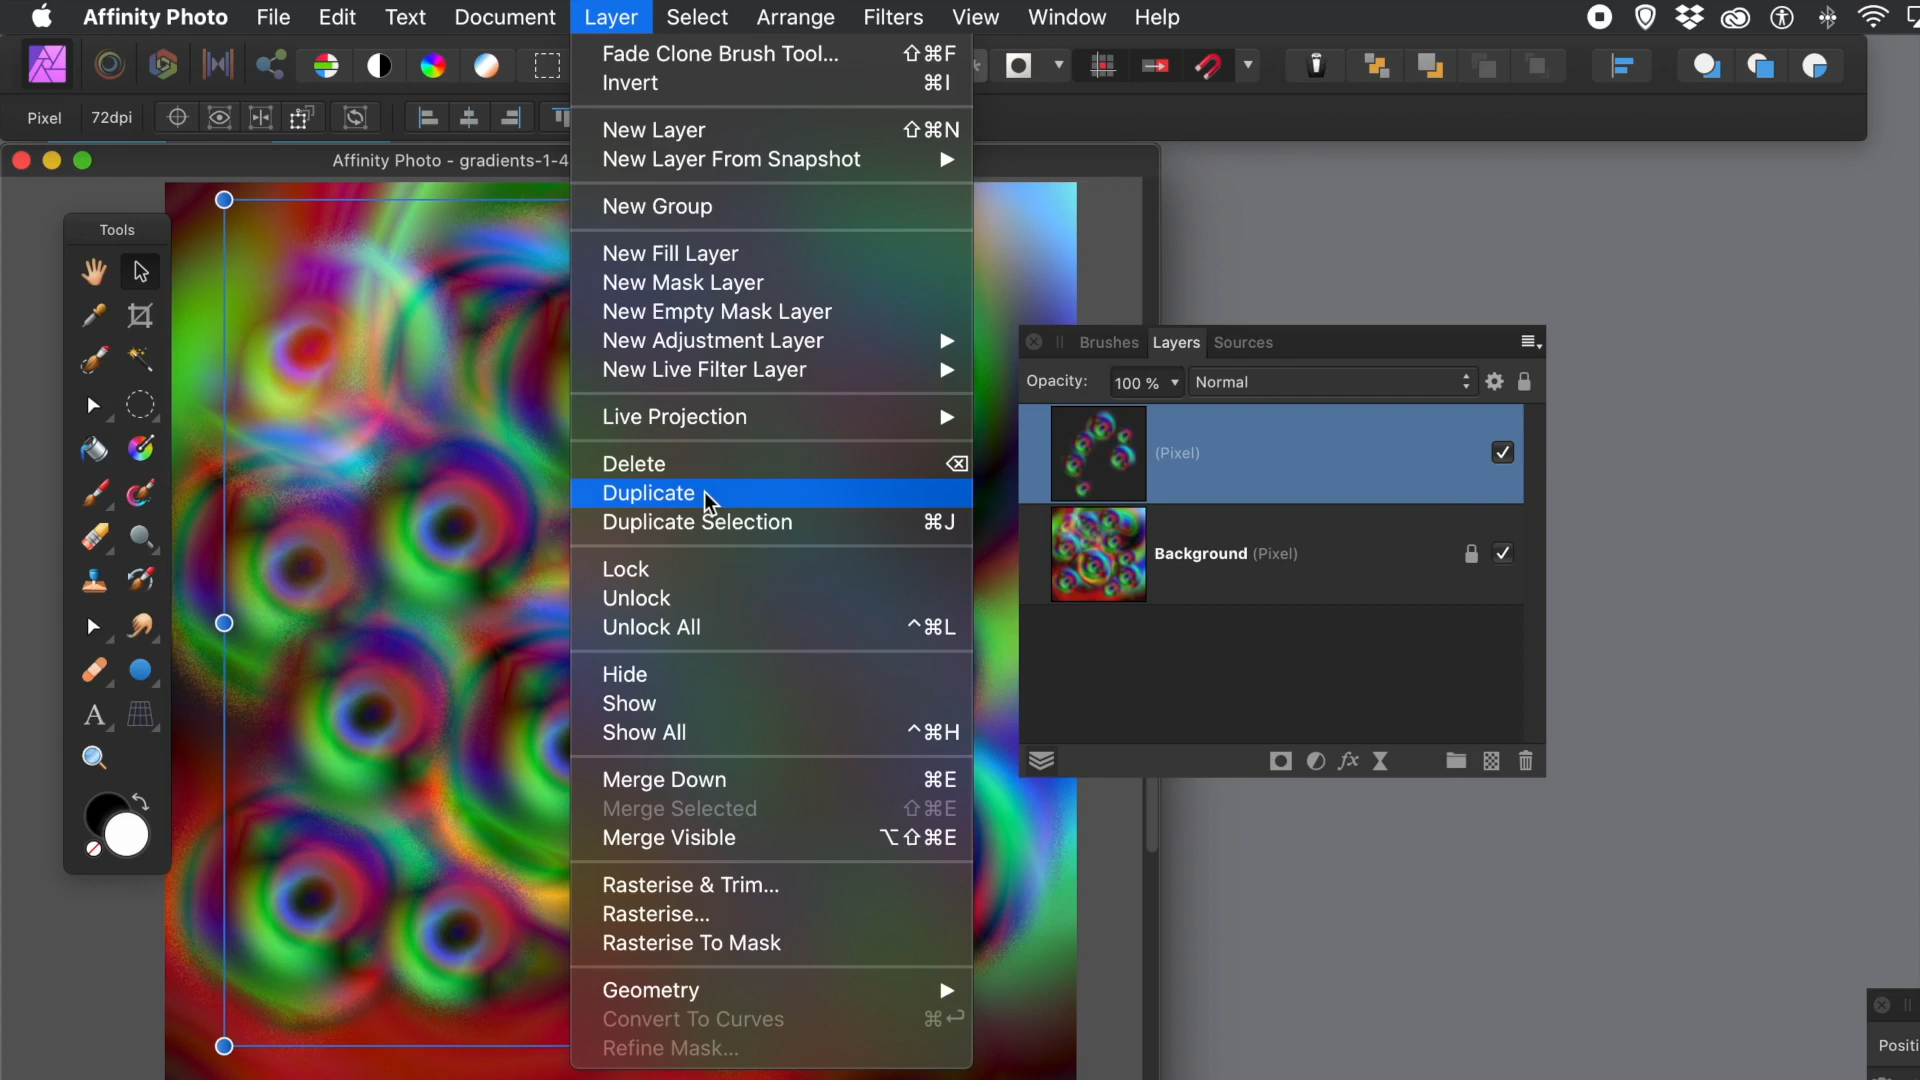 Affinity Photo File Edit Text Document Layer Select Arrange Filters View Window Help
Pixel 72dpi
Affinity Photo - gradients-1-4
Tools
A
Fade Clone Brush Tool... ⇧⌘F
Invert ⌘I
New Layer ⇧⌘N
New Layer From Snapshot
New Group
New Fill Layer
New Mask Layer
New Empty Mask Layer
New Adjustment Layer
New Live Filter Layer
Live Projection
Delete ⌫
Duplicate
Duplicate Selection ⌘J
Lock
Unlock
Unlock All ^⌘L
Hide
Show
Show All ^⌘H
Merge Down ⌘E
Merge Selected ⇧⌘E
Merge Visible ⌥⇧⌘E
Rasterise & Trim...
Rasterise...
Rasterise To Mask
Geometry
Convert To Curves ⌘↩
Refine Mask...
Brushes Layers Sources
Opacity: 100 % Normal
(Pixel)
Background (Pixel)
fx
Positi